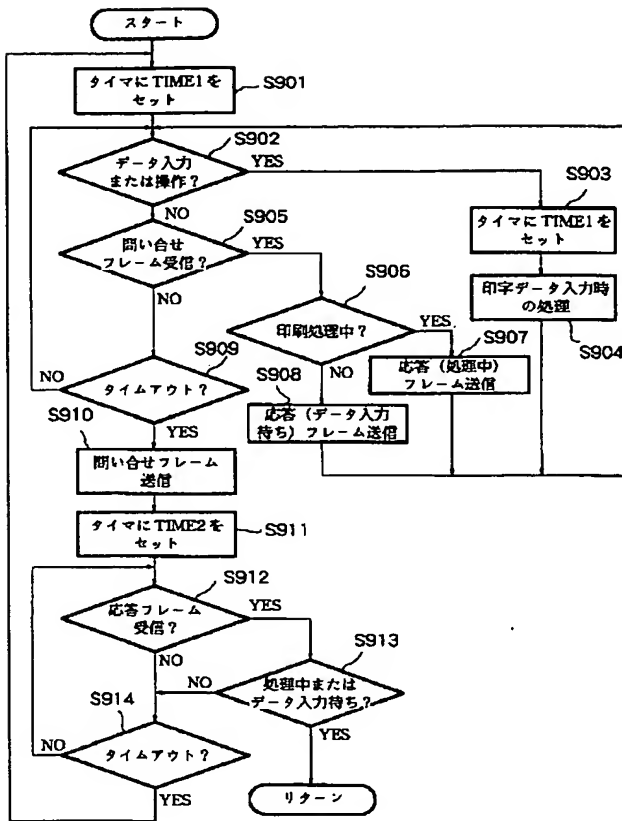 スタート
タイマにTIME1を
セット
S901
S902
データ入力
または操作?
YES
NO
S903
タイマにTIME1を
セット
S905
問い合せ
フレーム受信?
YES
NO
S906
印刷処理中?
YES
NO
印字データ入力時
の処理
S904
S907
応答(処理中)
フレーム送信
S908
応答(データ入力
待ち)フレーム送信
S909
タイムアウト?
NO
YES
S910
問い合せフレーム
送信
タイマにTIME2を
セット
S911
S912
応答フレーム
受信?
YES
NO
S913
処理中または
データ入力待ち?
NO
YES
S914
タイムアウト?
NO
YES
リターン